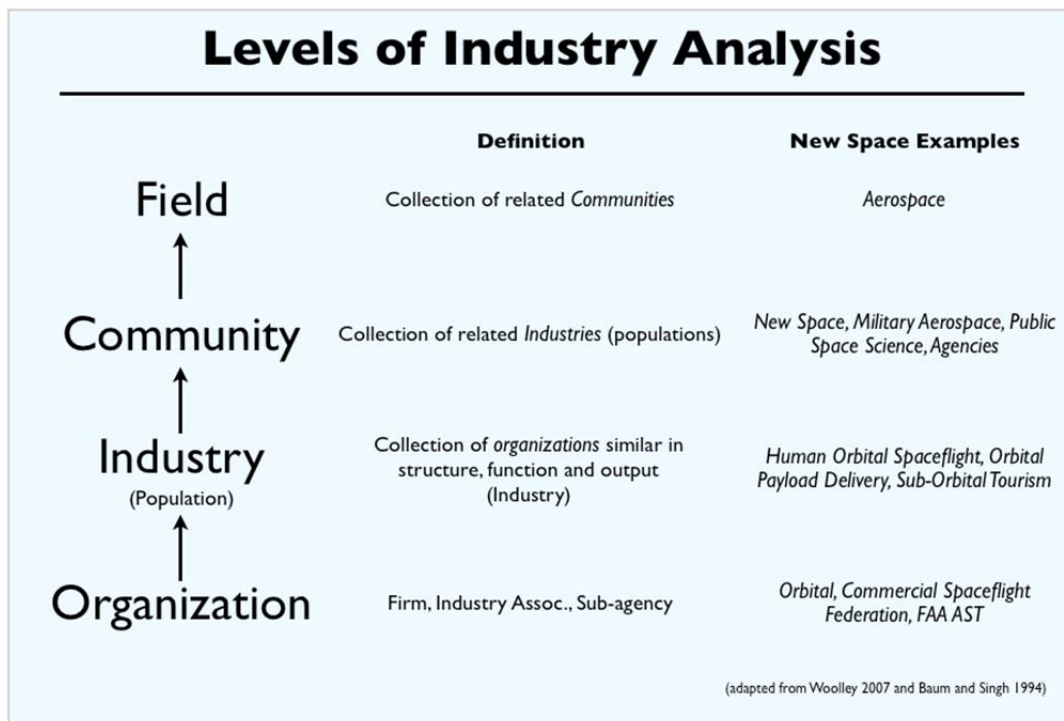 Levels of Industry Analysis
Definition
New Space Examples
Field
Collection of related Communities
Aerospace
Community
Collection of related Industries (populations)
New Space, Military Aerospace, Public
Space Science, Agencies
Industry
(Population)
Collection of organizations similar in
structure, function and output
(Industry)
Human Orbital Spaceflight, Orbital
Payload Delivery, Sub-Orbital Tourism
Organization
Firm, Industry Assoc., Sub-agency
Orbital, Commercial Spaceflight
Federation, FAA AST
(adapted from Woolley 2007 and Baum and Singh 1994)